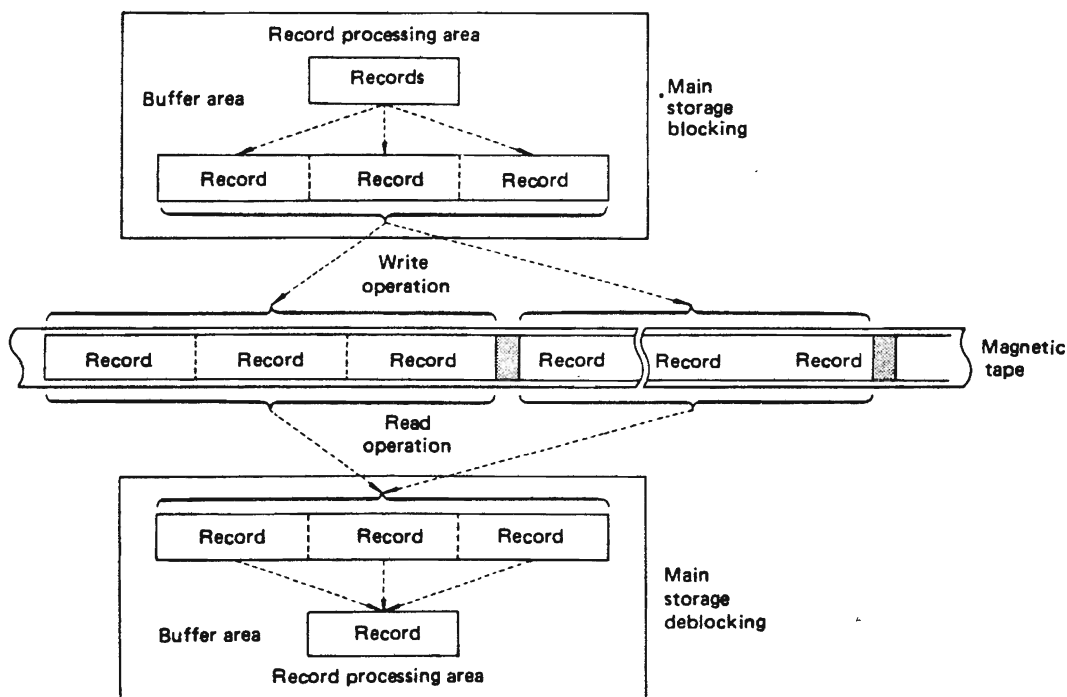 Record processing area
Records
Buffer area
Main
storage
blocking
Record Record Record
Write
operation
Record Record Record Record Record Record
Magnetic
tape
Read
operation
Record Record Record
Main
storage
deblocking
Buffer area
Record
Record processing area